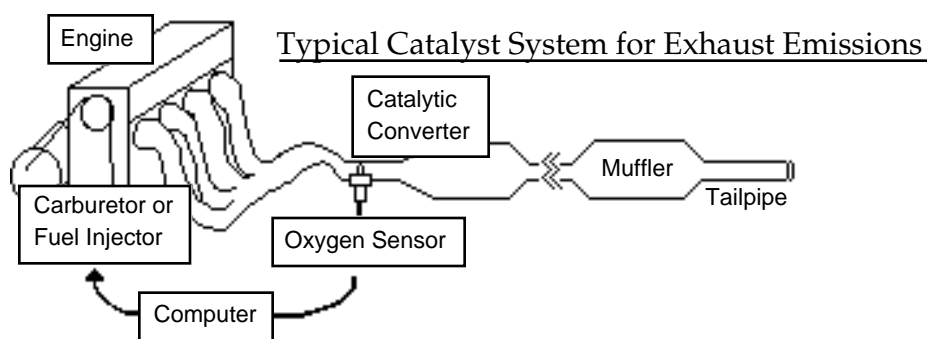 Engine
Typical Catalyst System for Exhaust Emissions
Catalytic
Converter
Muffler
Tailpipe
Carburetor or
Fuel Injector
Oxygen Sensor
Computer